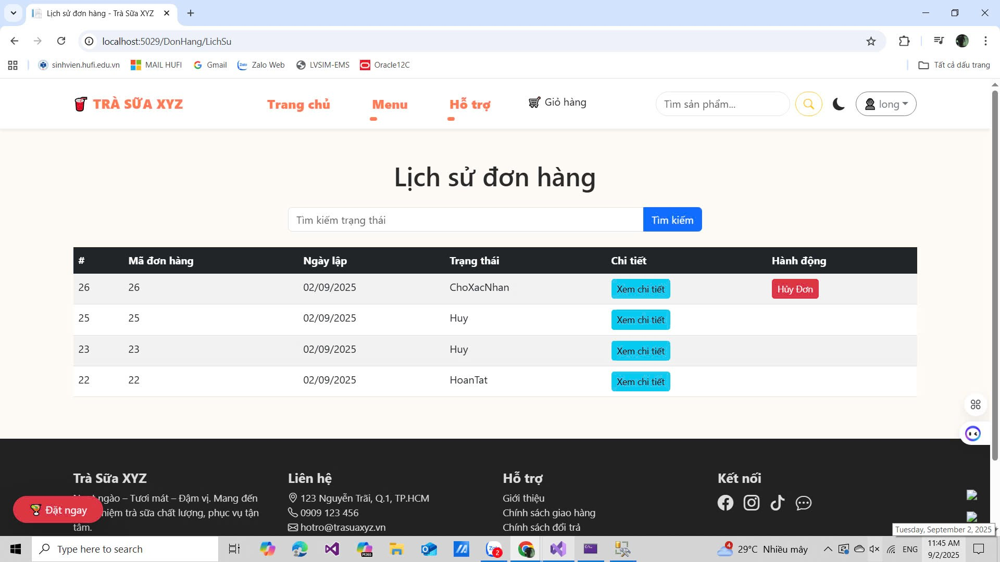 Lịch sử đơn hàng - Trà Sữa XYZ
localhost:5029/DonHang/LichSu
sinhvien.hufi.edu.vn
MAIL HUFI
Gmail
Zalo Web
LVSIM-EMS
Oracle12C
Tất cả dấu trang
TRÀ SỮA XYZ
Trang chủ
Menu
Hỗ trợ
Giỏ hàng
Tìm sản phẩm...
long
Lịch sử đơn hàng
Tìm kiếm trạng thái
Tìm kiếm
# Mã đơn hàng Ngày lập Trạng thái Chi tiết Hành động
26 26 02/09/2025 ChoXacNhan Xem chi tiết Hủy Đơn
25 25 02/09/2025 Huy Xem chi tiết
23 23 02/09/2025 Huy Xem chi tiết
22 22 02/09/2025 HoanTat Xem chi tiết
Trà Sữa XYZ
ngào – Tươi mát – Đậm vị. Mang đến
trà sữa chất lượng, phục vụ tận
tâm.
Đặt ngay
Liên hệ
123 Nguyễn Trãi, Q.1, TP.HCM
0909 123 456
hotro@trasuaxyz.vn
Hỗ trợ
Giới thiệu
Chính sách giao hàng
Chính sách đổi trả
Kết nối
Tuesday, September 2, 2025
Type here to search
M365
Zalo
2
4
29°C Nhiều mây
ENG
11:45 AM
9/2/2025